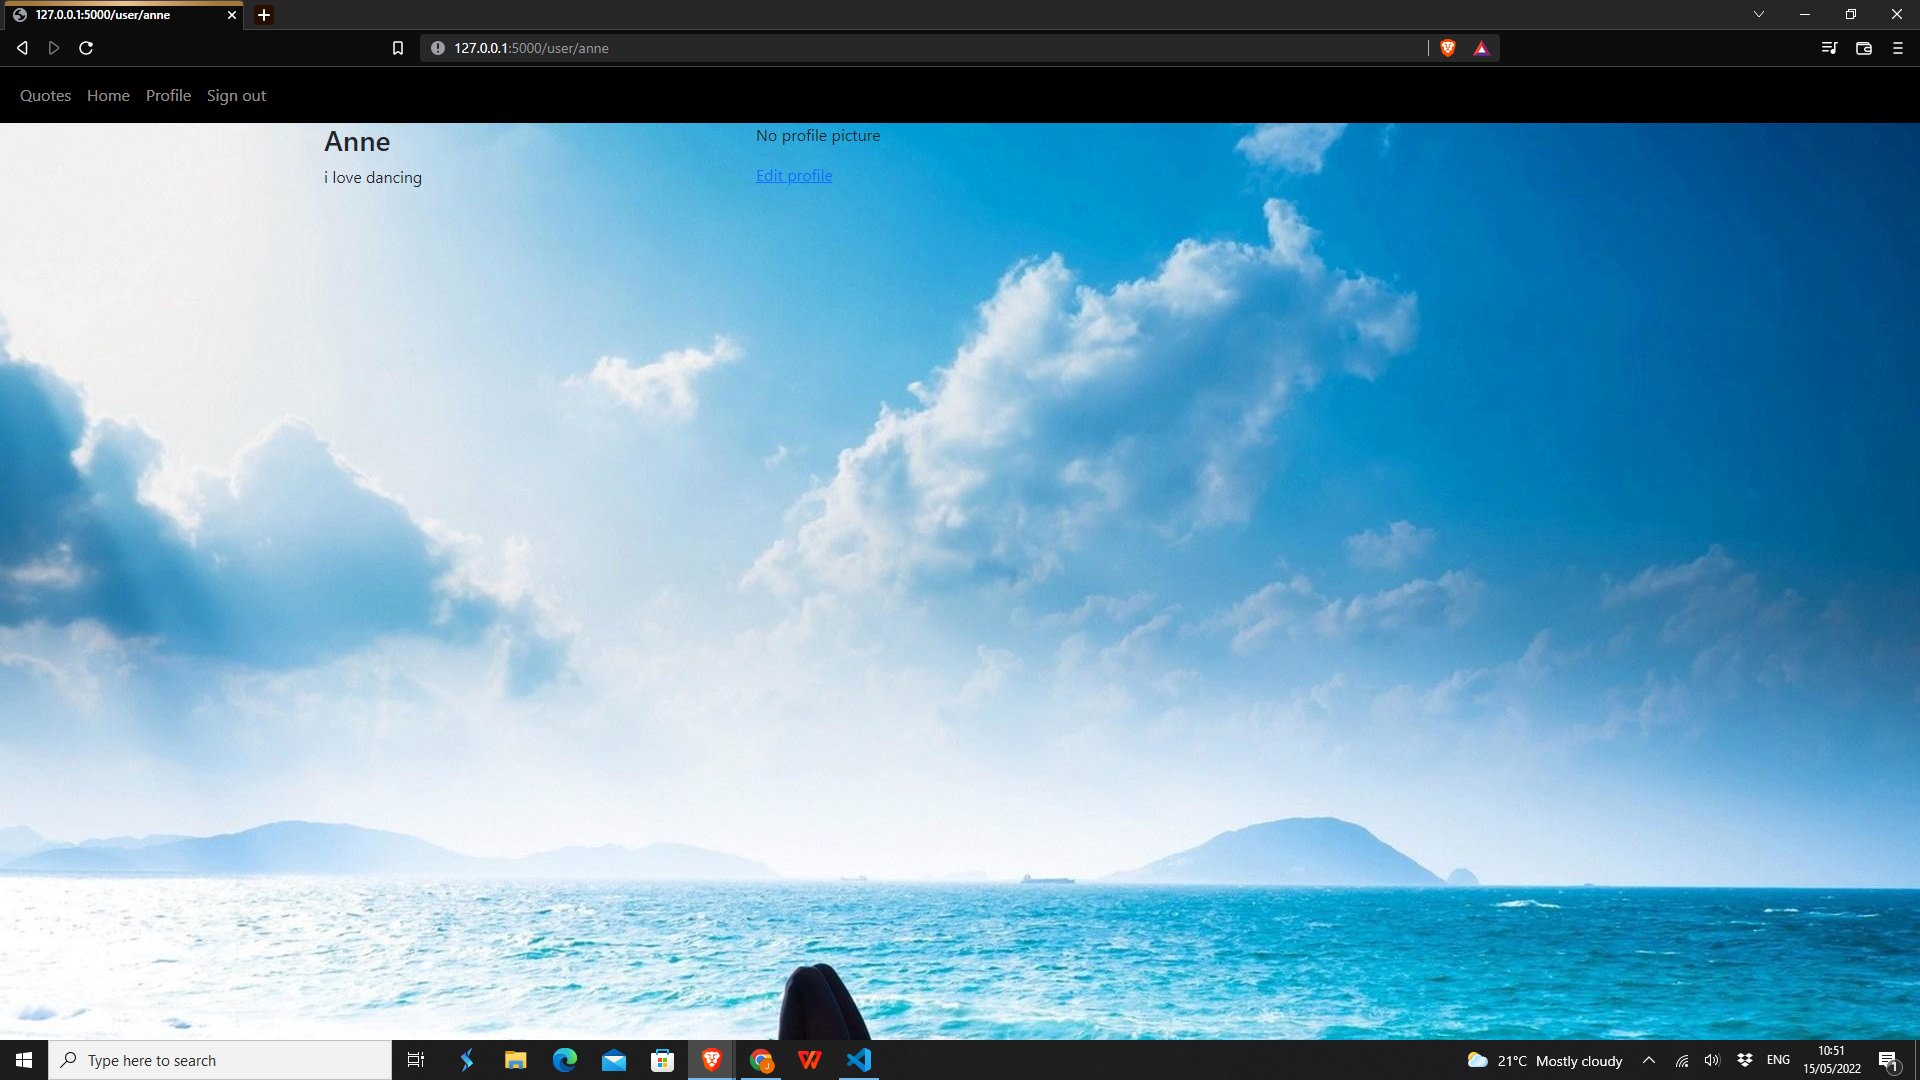 127.0.0.1:5000/user/anne
127.0.0.1:5000/user/anne
Quotes Home Profile Sign out
Anne
i love dancing
No profile picture
Edit profile
Type here to search
21°C Mostly cloudy
ENG
10:51
15/05/2022
1